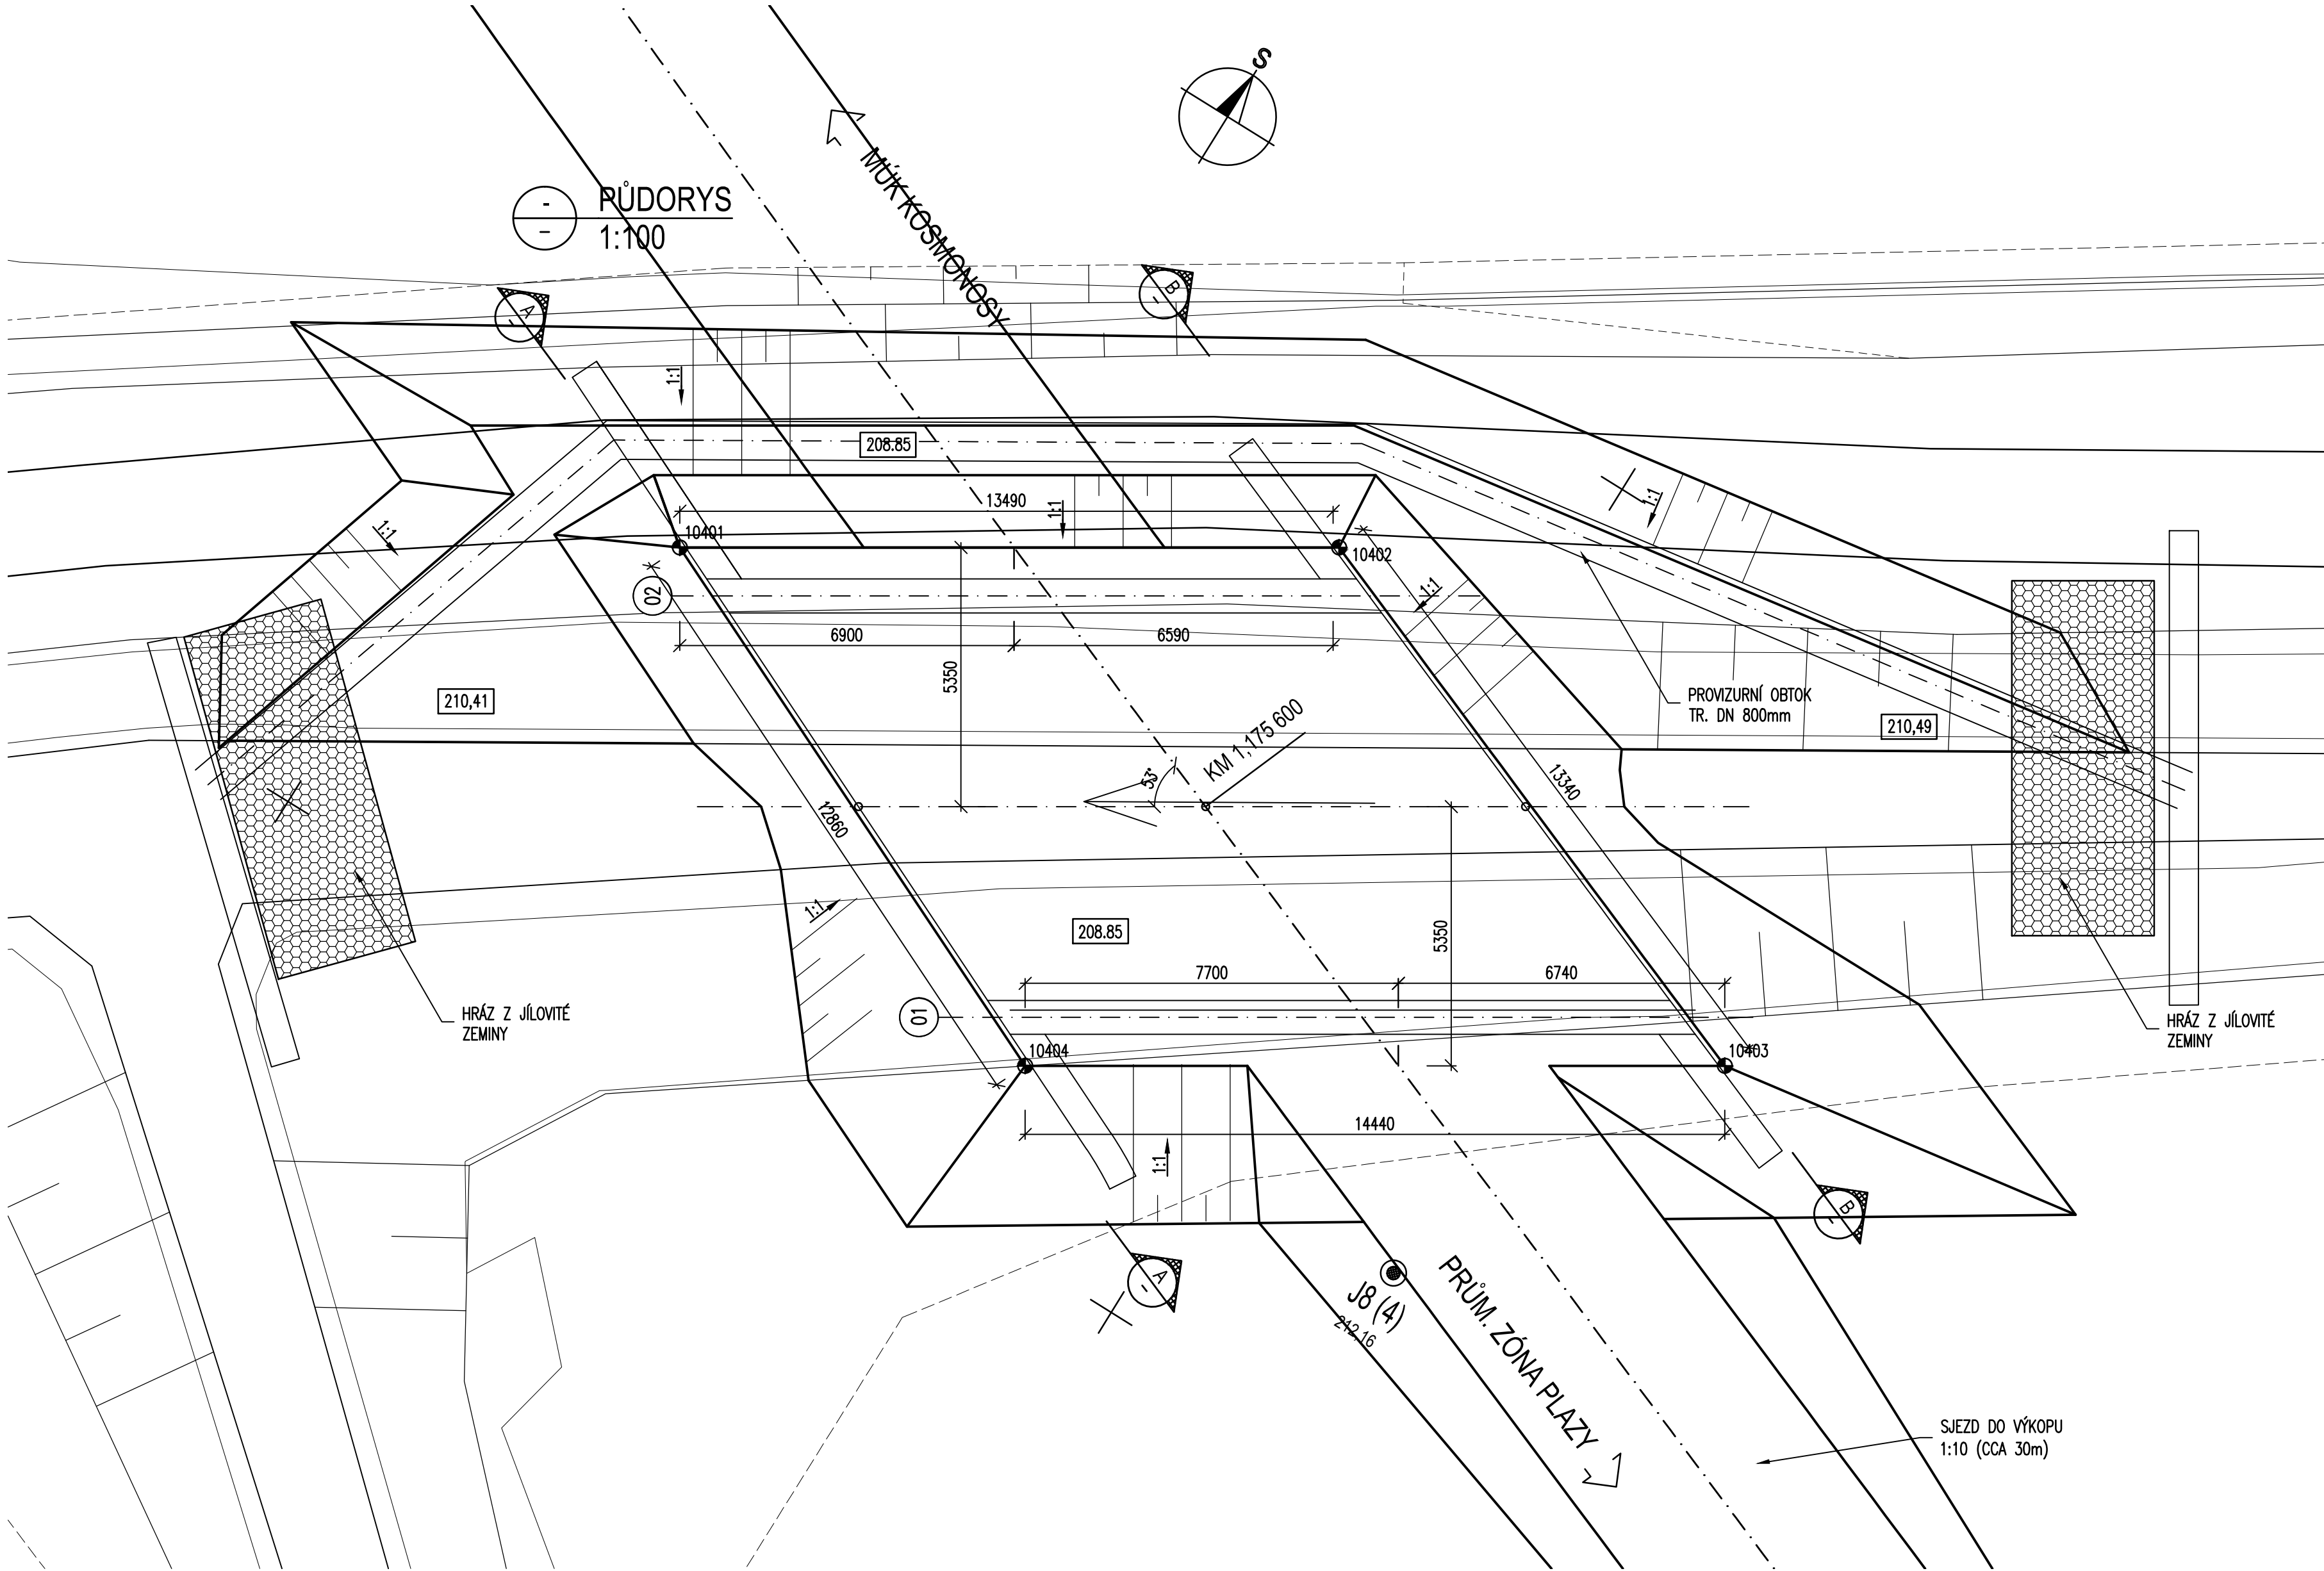 S
PŮDORYS
1:100
-
–
MÚK KOSMONOSY
A
-
B
-
1:1
208.85
13490
1:1
1:1
1:1
10401
10402
1:1
02
6900
6590
5350
210,41
PROVIZURNÍ OBTOK
TR. DN 800mm
210,49
KM 1,175 600
53°
13340
12860
1:1
208.85
5350
7700
6740
01
HRÁZ Z JÍLOVITÉ
ZEMINY
HRÁZ Z JÍLOVITÉ
ZEMINY
10404
10403
14440
1:1
B
-
A
-
J8 (4)
212,16
PRŮM. ZÓNA PLAZY
SJEZD DO VÝKOPU
1:10 (CCA 30m)